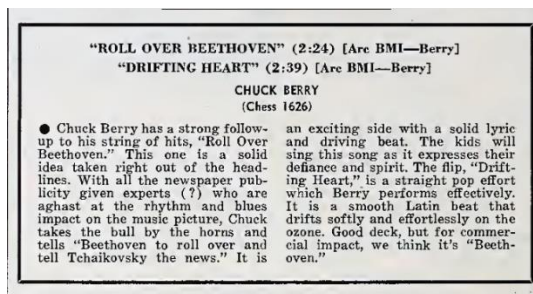 “ROLL OVER BEETHOVEN” (2:24) [Arc BMI—Berry]
“DRIFTING HEART” (2:39) [Arc BMI—Berry]
CHUCK BERRY
(Chess 1626)
● Chuck Berry has a strong follow-
up to his string of hits, “Roll Over
Beethoven.” This one is a solid
idea taken right out of the head-
lines. With all the newspaper pub-
licity given experts (?) who are
aghast at the rhythm and blues
impact on the music picture, Chuck
takes the bull by the horns and
tells “Beethoven to roll over and
tell Tchaikovsky the news.” It is
an exciting side with a solid lyric
and driving beat. The kids will
sing this song as it expresses their
defiance and spirit. The flip, “Drift-
ing Heart,” is a straight pop effort
which Berry performs effectively.
It is a smooth Latin beat that
drifts softly and effortlessly on the
ozone. Good deck, but for commer-
cial impact, we think it’s “Beeth-
oven.”